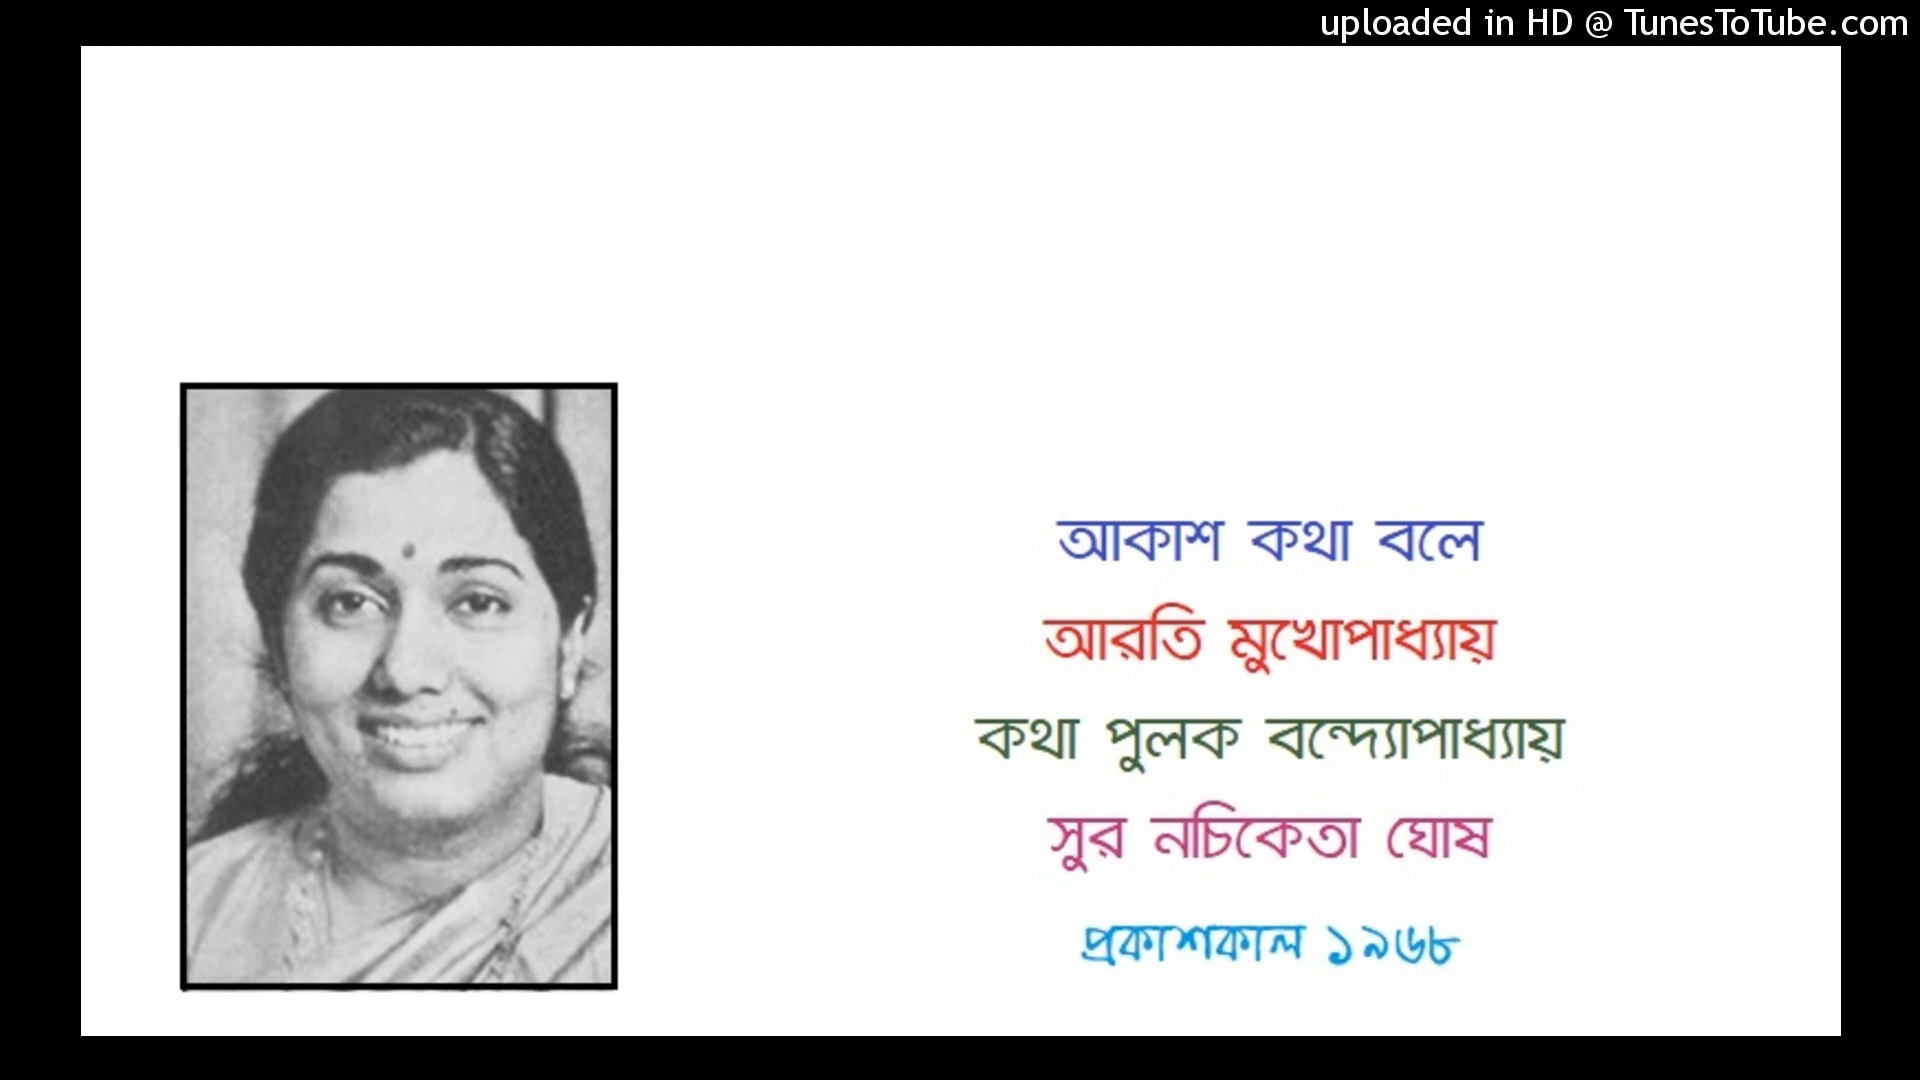 uploaded in HD @ TunesToTube.com
আকাশ কথা বলে
আরতি মুখোপাধ্যায়
কথা পুলক বন্দ্যোপাধ্যায়
সুর নচিকেতা ঘোষ
প্রকাশকাল ১৯৬৮